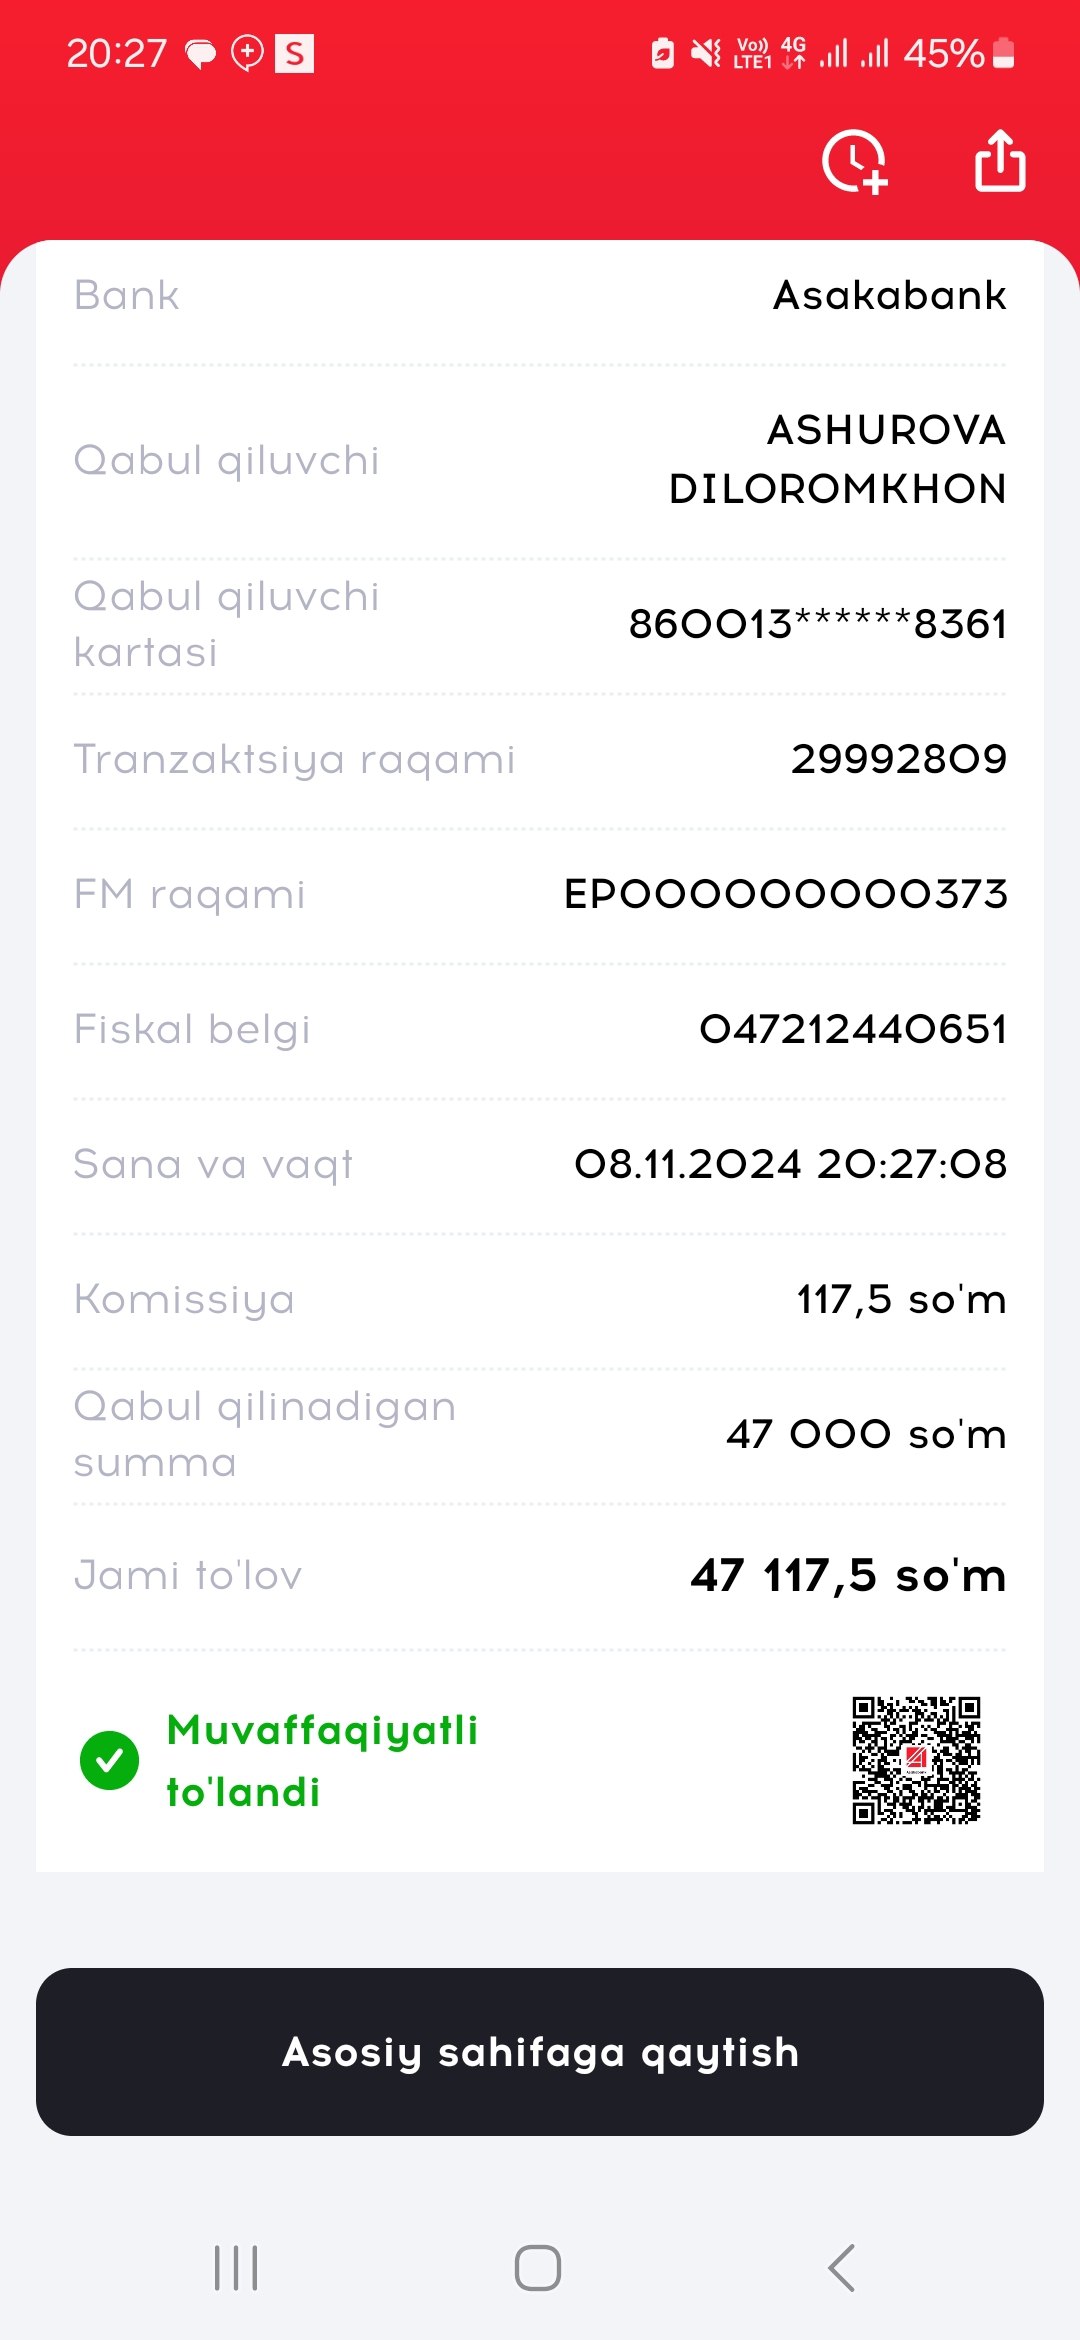 20:27 S Vo)) LTE1 4G 45%
Bank Asakabank
Qabul qiluvchi ASHUROVA
DILOROMKHON
Qabul qiluvchi
kartasi 860013******8361
Tranzaktsiya raqami 29992809
FM raqami EP000000000373
Fiskal belgi 047212440651
Sana va vaqt 08.11.2024 20:27:08
Komissiya 117,5 so'm
Qabul qilinadigan
summa 47 000 so'm
Jami to'lov 47 117,5 so'm
Muvaffaqiyatli
to'landi
Asosiy sahifaga qaytish